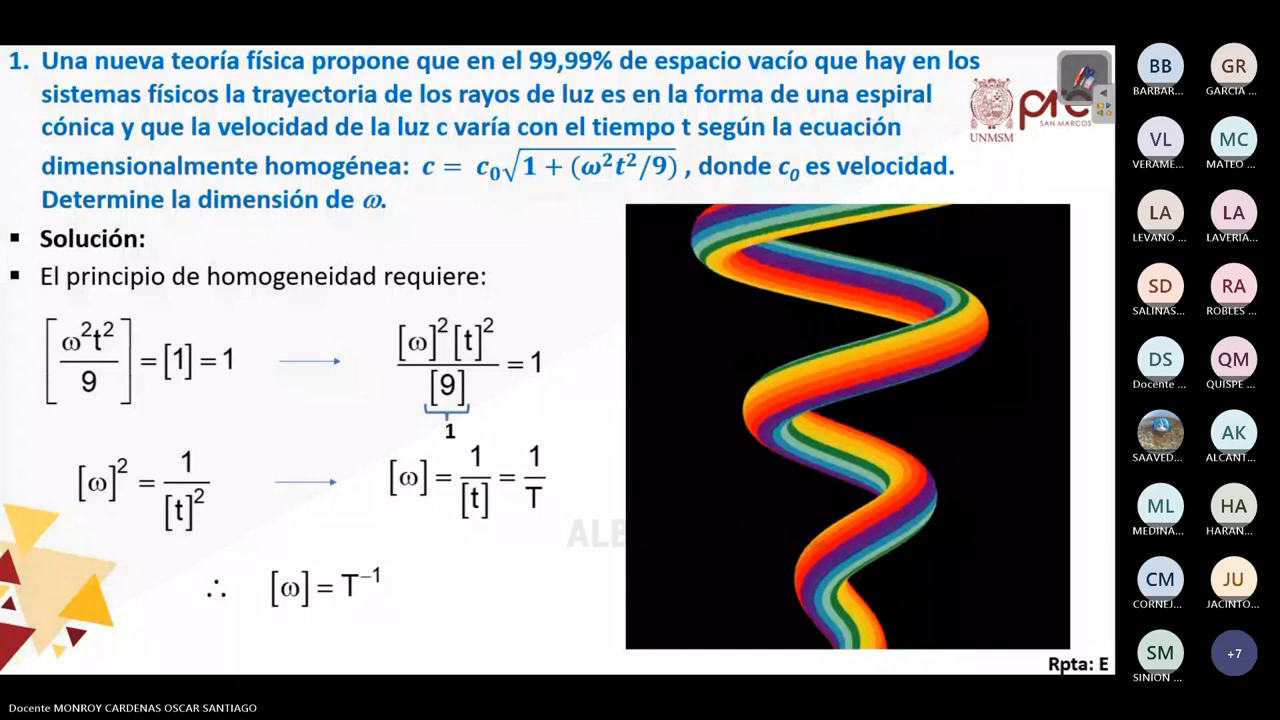 1. Una nueva teoría física propone que en el 99,99% de espacio vacío que hay en los
sistemas físicos la trayectoria de los rayos de luz es en la forma de una espiral
cónica y que la velocidad de la luz c varía con el tiempo t según la ecuación
dimensionalmente homogénea: c = c₀√(1 + (ω²t²/9)) , donde c₀ es velocidad.
Determine la dimensión de ω.
UNMSM
SAN MARCOS
▪ Solución:
▪ El principio de homogeneidad requiere:
[ω²t²/9] = [1] = 1 → [ω]²[t]²/[9] = 1
1
[ω]² = 1/[t]² → [ω] = 1/[t] = 1/T
∴ [ω] = T⁻¹
Rpta: E
BB GR
BARBAR... GARCIA ...
VL MC
VERAME... MATEO ...
LA LA
LEVANO ... LAVERIA...
SD RA
SALINAS... ROBLES ...
DS QM
Docente ... QUISPE ...
AK
SAAVED... ALCANT...
ML HA
MEDINA... HARAN...
CM JU
CORNEJ... JACINTO...
SM +7
SINION ...
Docente MONROY CARDENAS OSCAR SANTIAGO